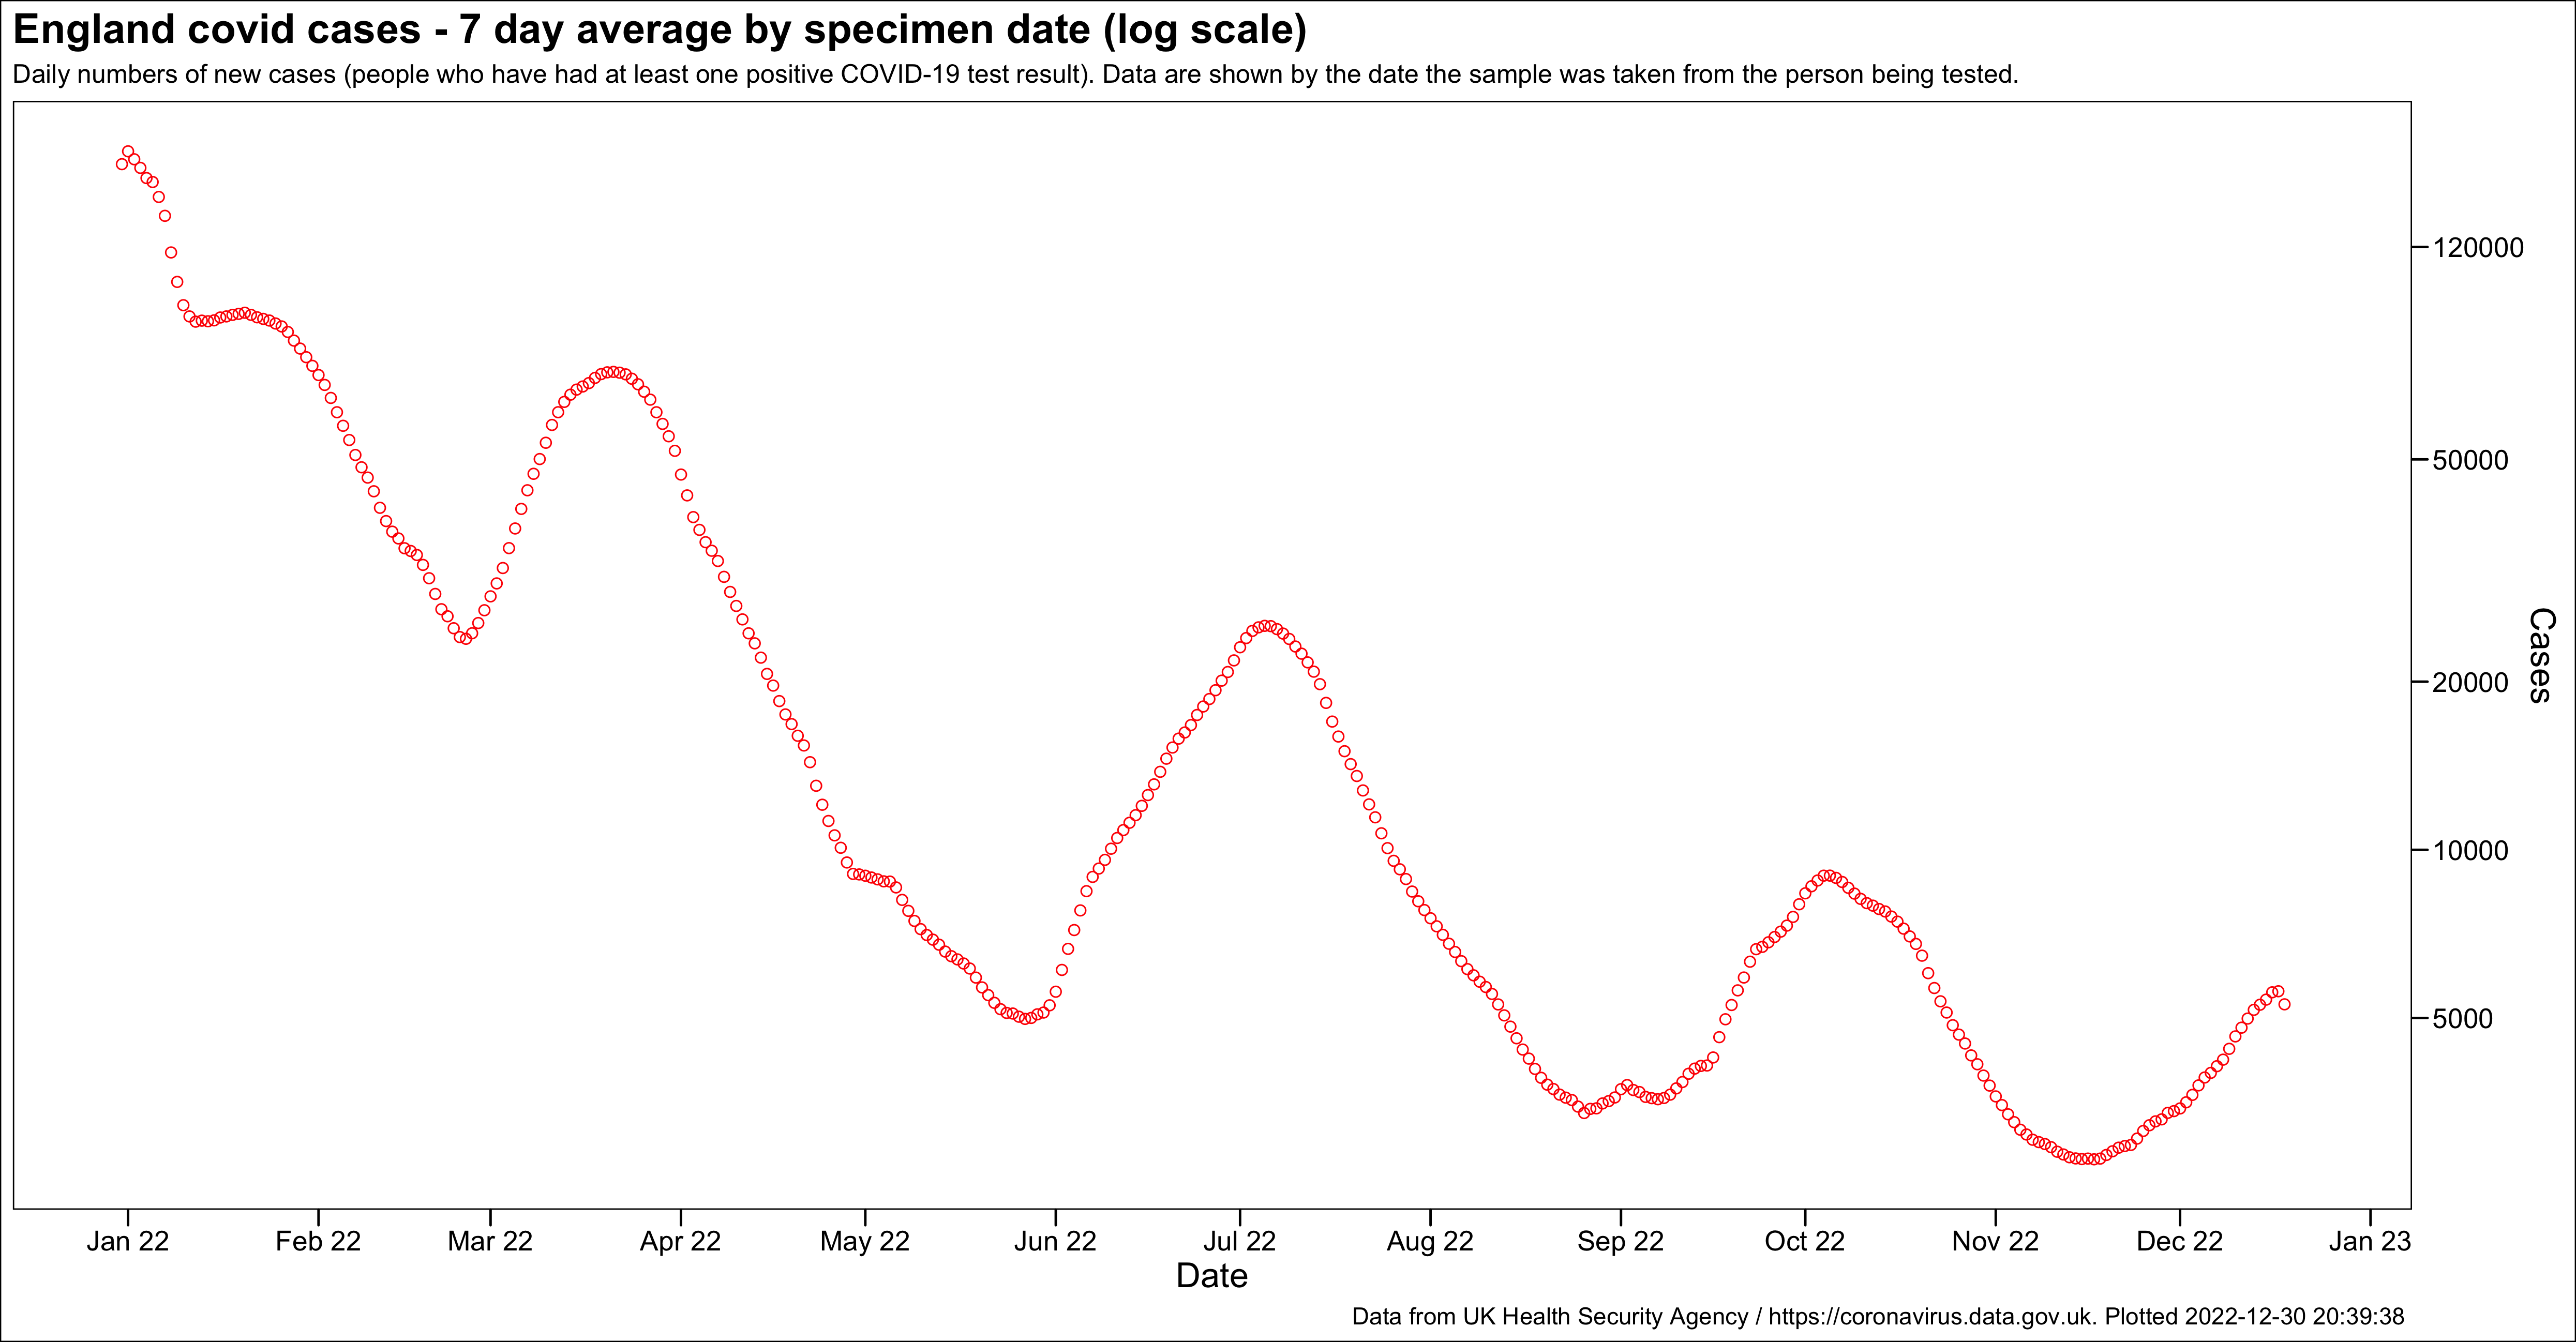 England covid cases - 7 day average by specimen date (log scale)
Daily numbers of new cases (people who have had at least one positive COVID-19 test result). Data are shown by the date the sample was taken from the person being tested.
120000
50000
20000
10000
5000
Cases
Jan 22 Feb 22 Mar 22 Apr 22 May 22 Jun 22 Jul 22 Aug 22 Sep 22 Oct 22 Nov 22 Dec 22 Jan 23
Date
Data from UK Health Security Agency / https://coronavirus.data.gov.uk. Plotted 2022-12-30 20:39:38